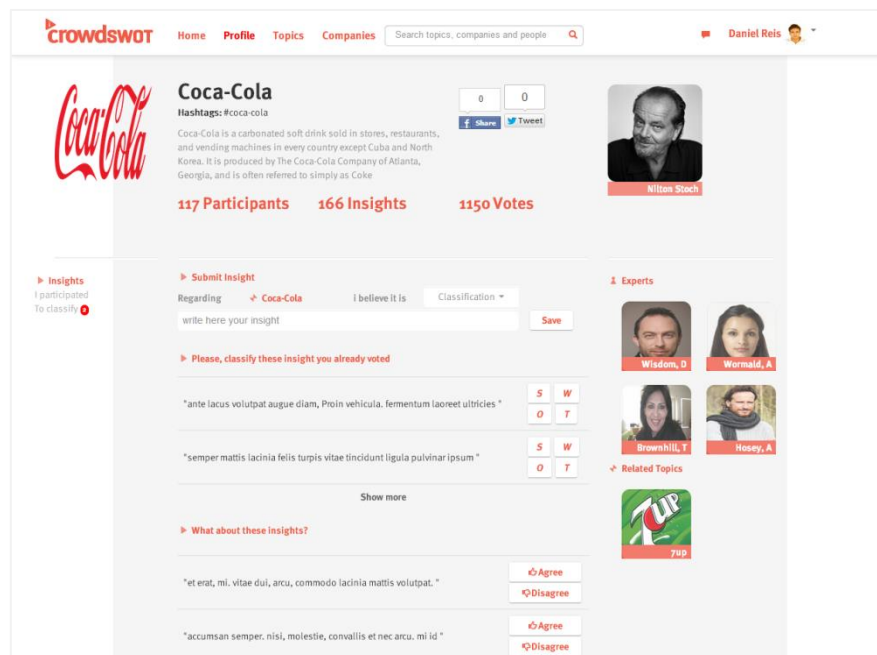 crowdswot
Home Profile Topics Companies Search topics, companies and people Daniel Reis
Coca-Cola
Coca-Cola
Hashtags: #coca-cola
Coca-Cola is a carbonated soft drink sold in stores, restaurants,
and vending machines in every country except Cuba and North
Korea. It is produced by The Coca-Cola Company of Atlanta,
Georgia, and is often referred to simply as Coke
0 0
f Share Tweet
Nilton Stoch
117 Participants 166 Insights 1150 Votes
Insights
I participated
To classify
Submit Insight
Regarding Coca-Cola i believe it is Classification
write here your insight Save
Please, classify these insight you already voted
"ante lacus volutpat augue diam, Proin vehicula. fermentum laoreet ultricies "
S W
O T
"semper mattis lacinia felis turpis vitae tincidunt ligula pulvinar ipsum "
S W
O T
Show more
What about these insights?
"et erat, mi. vitae dui, arcu, commodo lacinia mattis volutpat. "
Agree
Disagree
"accumsan semper. nisi, molestie, convallis et nec arcu. mi id "
Agree
Disagree
Experts
Wisdom, D Wormald, A
Brownhill, T Hosey, A
Related Topics
7UP
7up